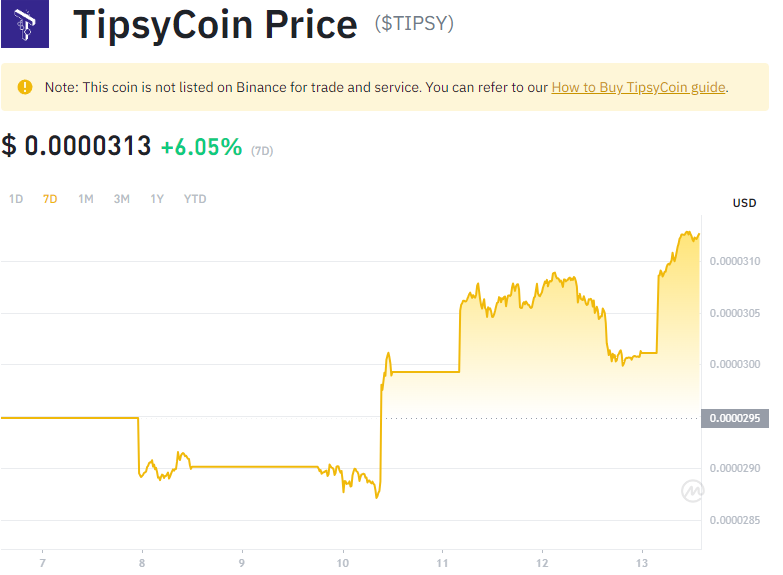 TipsyCoin Price ($TIPSY)
Note: This coin is not listed on Binance for trade and service. You can refer to our How to Buy TipsyCoin guide.
$ 0.0000313 +6.05% (7D)
1D 7D 1M 3M 1Y YTD
USD
0.0000310
0.0000305
0.0000300
0.0000295
0.0000290
0.0000285
7 8 9 10 11 12 13